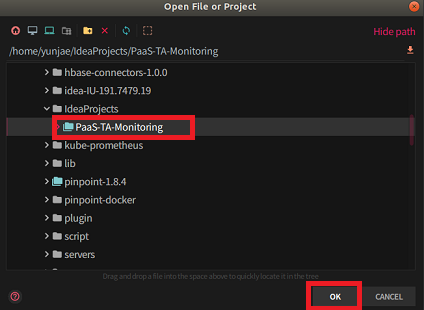 Open File or Project
Hide path
/home/yunjae/IdeaProjects/PaaS-TA-Monitoring
hbase-connectors-1.0.0
idea-IU-191.7479.19
IdeaProjects
PaaS-TA-Monitoring
kube-prometheus
lib
pinpoint-1.8.4
pinpoint-docker
plugin
script
servers
Drag and drop a file into the space above to quickly locate it in the tree
OK
CANCEL